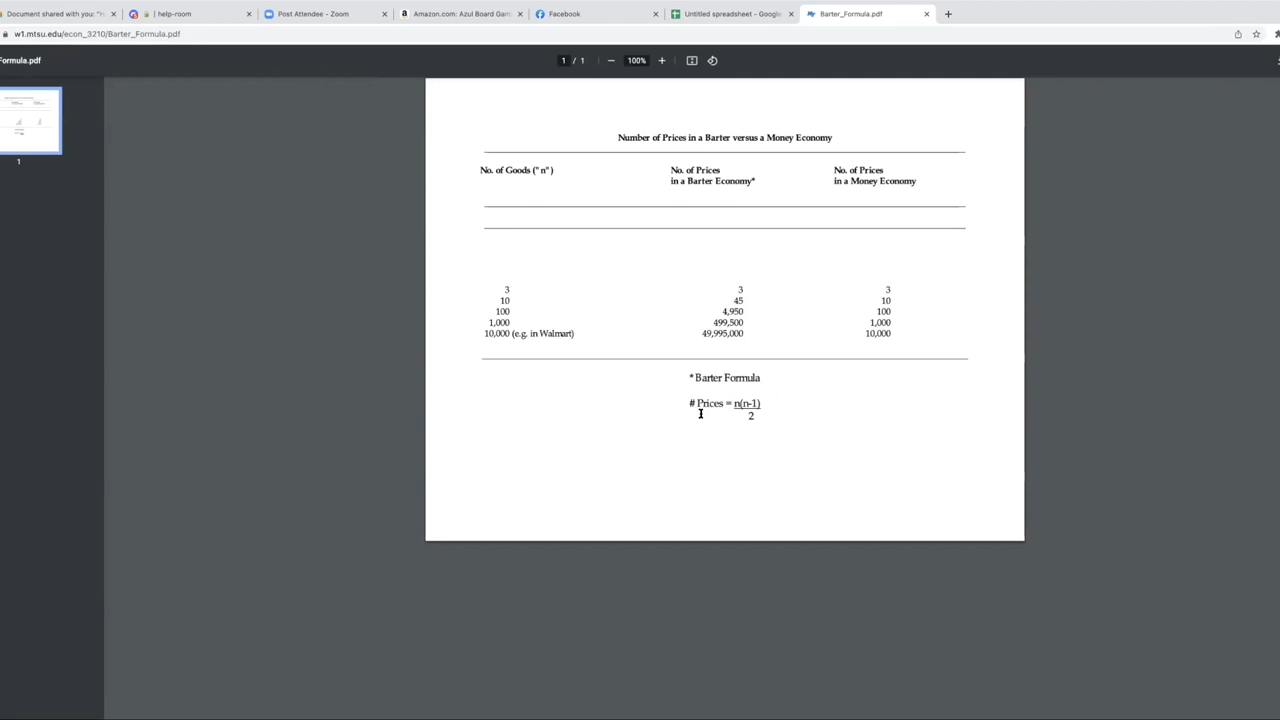 Document shared with you: "H
help-room
Post Attendee - Zoom
Amazon.com: Azul Board Gam
Facebook
Untitled spreadsheet - Google
Barter_Formula.pdf
w1.mtsu.edu/econ_3210/Barter_Formula.pdf
Formula.pdf
1 / 1
100%
1
Number of Prices in a Barter versus a Money Economy
No. of Goods ("n") No. of Prices No. of Prices
in a Barter Economy* in a Money Economy
3 3 3
10 45 10
100 4,950 100
1,000 499,500 1,000
10,000 (e.g. in Walmart) 49,995,000 10,000
* Barter Formula
# Prices = n(n-1)
2